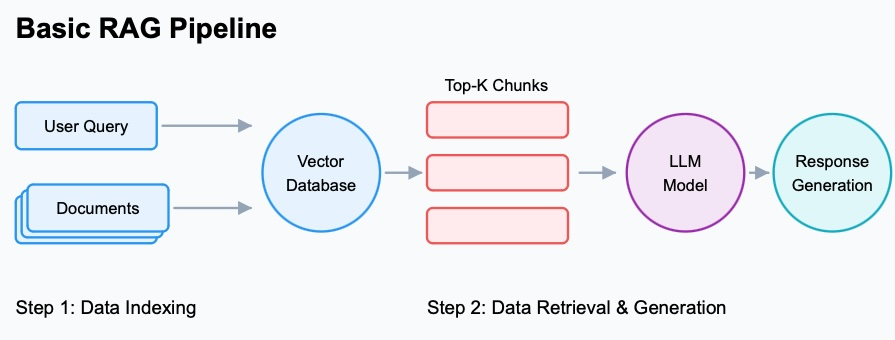 Basic RAG Pipeline
User Query
Documents
Vector
Database
Top-K Chunks
LLM
Model
Response
Generation
Step 1: Data Indexing
Step 2: Data Retrieval & Generation